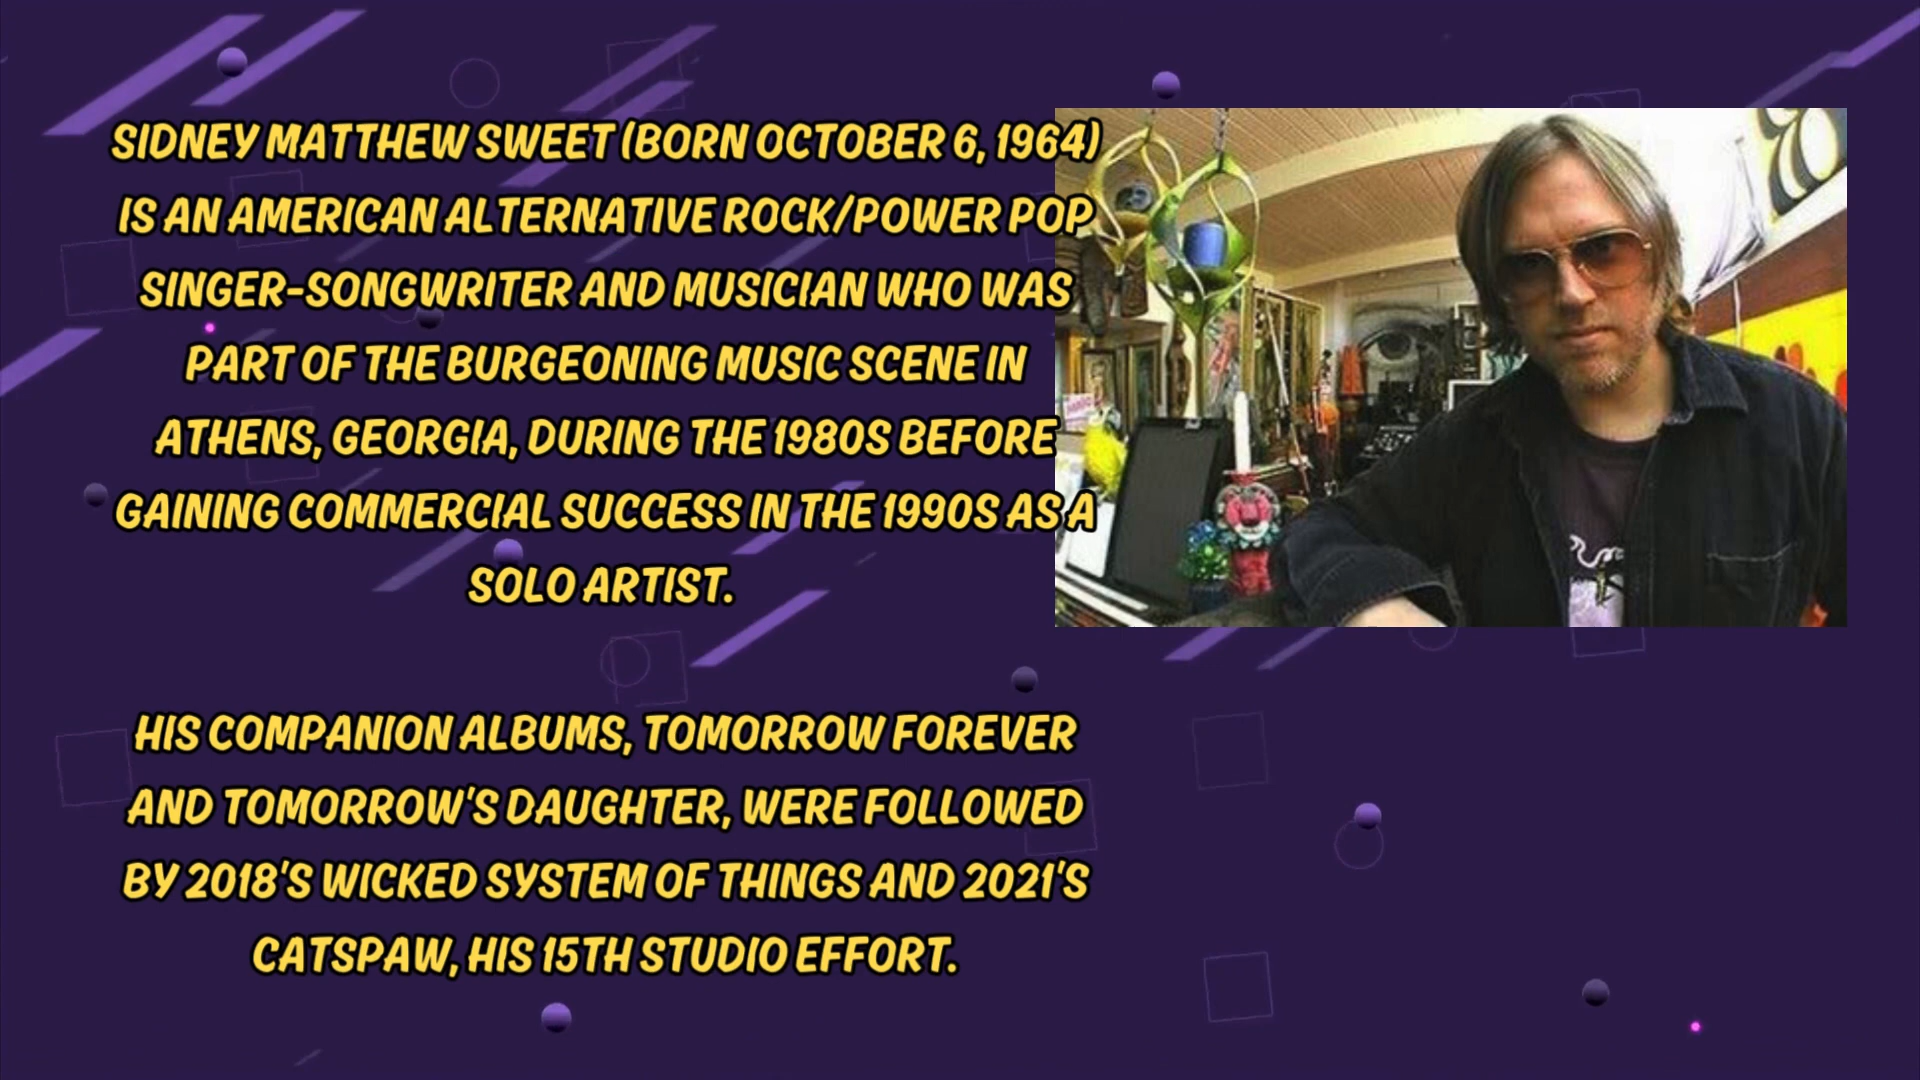 SIDNEY MATTHEW SWEET (BORN OCTOBER 6, 1964)
IS AN AMERICAN ALTERNATIVE ROCK/POWER POP
SINGER-SONGWRITER AND MUSICIAN WHO WAS
PART OF THE BURGEONING MUSIC SCENE IN
ATHENS, GEORGIA, DURING THE 1980S BEFORE
GAINING COMMERCIAL SUCCESS IN THE 1990S AS A
SOLO ARTIST.
HIS COMPANION ALBUMS, TOMORROW FOREVER
AND TOMORROW'S DAUGHTER, WERE FOLLOWED
BY 2018'S WICKED SYSTEM OF THINGS AND 2021'S
CATSPAW, HIS 15TH STUDIO EFFORT.